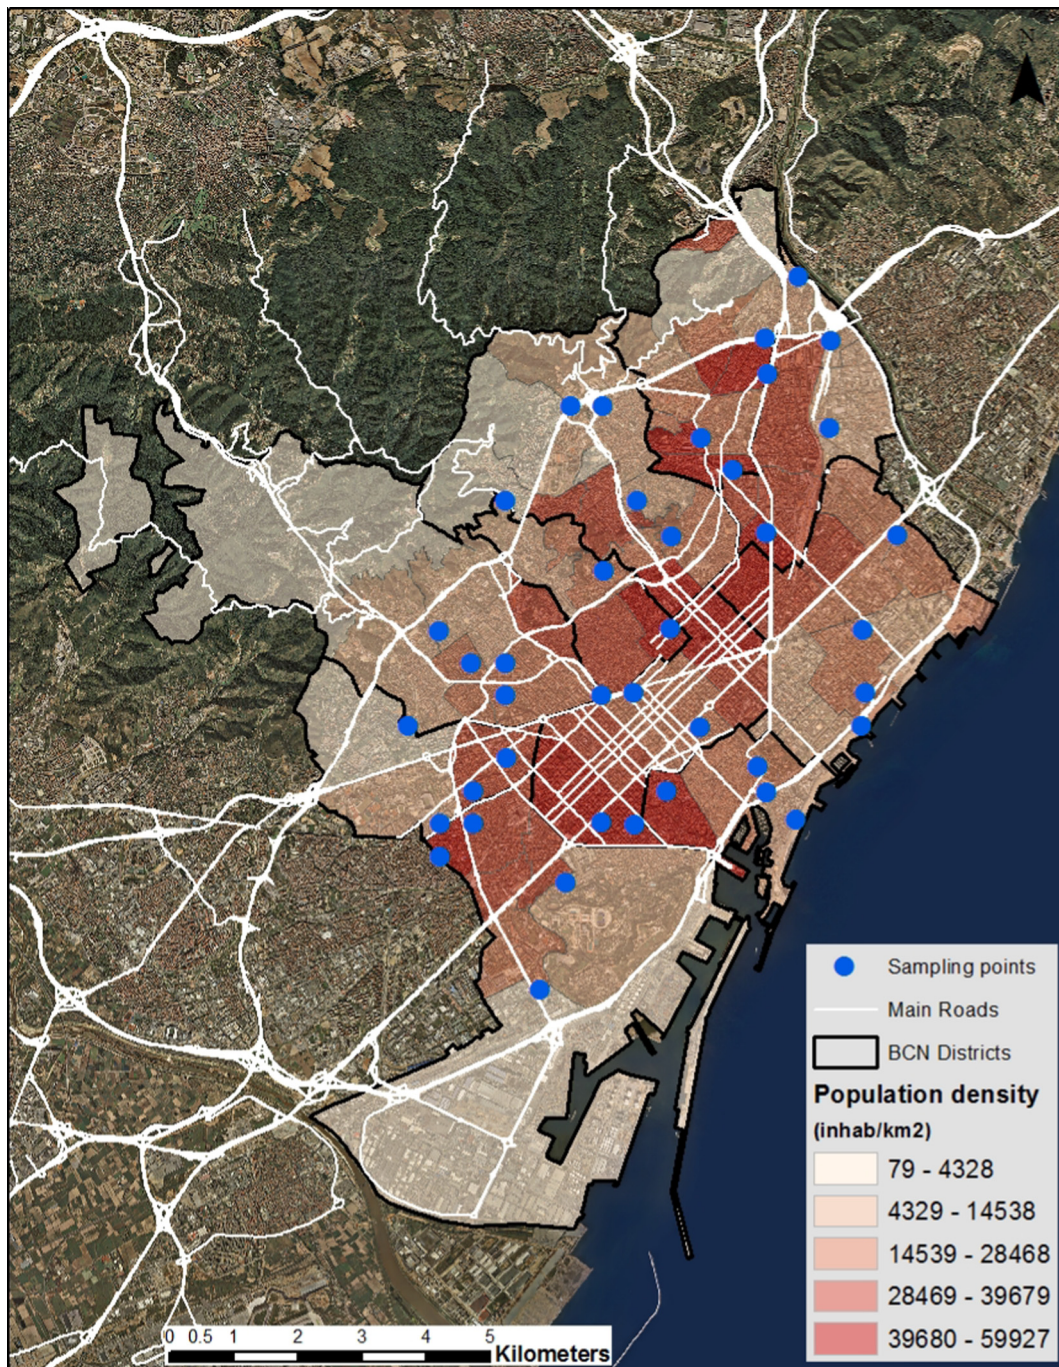 N
Sampling points
Main Roads
BCN Districts
Population density
(inhab/km2)
79 - 4328
4329 - 14538
14539 - 28468
28469 - 39679
39680 - 59927
0 0.5 1 2 3 4 5
Kilometers